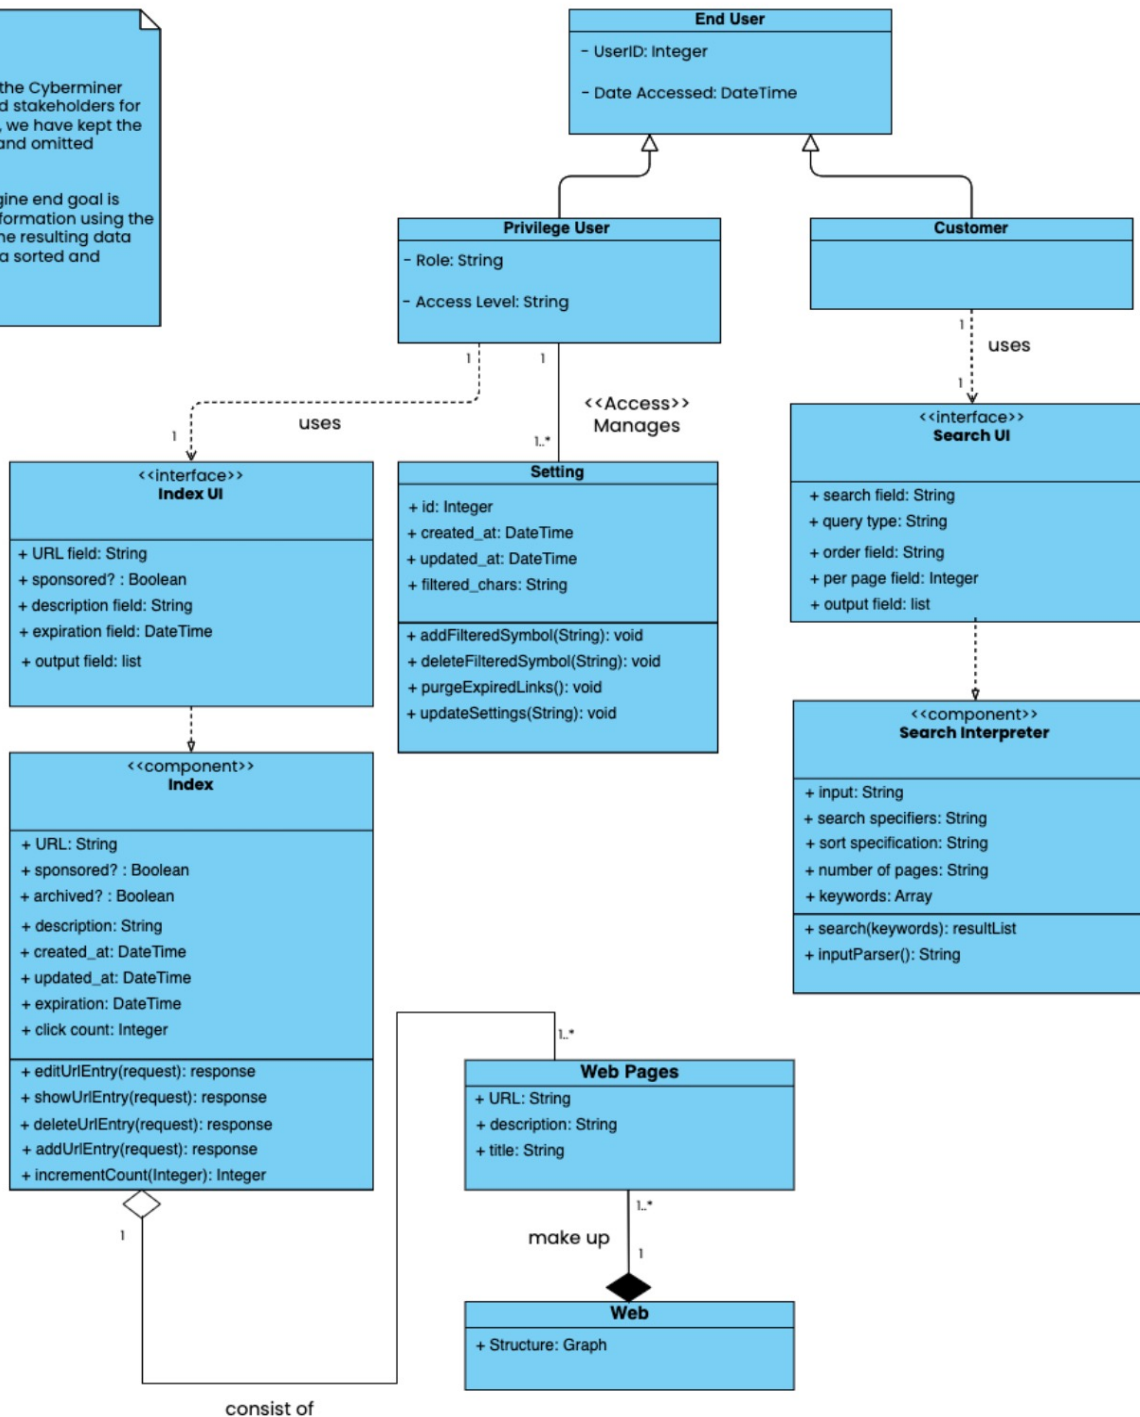 the Cyberminer
d stakeholders for
, we have kept the
and omitted
gine end goal is
formation using the
he resulting data
a sorted and
End User
- UserID: Integer
- Date Accessed: DateTime
Privilege User
- Role: String
- Access Level: String
Customer
1
1
1
uses
<<Access>>
Manages
uses
1
1
1..*
<<interface>>
Index UI
+ URL field: String
+ sponsored? : Boolean
+ description field: String
+ expiration field: DateTime
+ output field: list
Setting
+ id: Integer
+ created_at: DateTime
+ updated_at: DateTime
+ filtered_chars: String
+ addFilteredSymbol(String): void
+ deleteFilteredSymbol(String): void
+ purgeExpiredLinks(): void
+ updateSettings(String): void
<<interface>>
Search UI
+ search field: String
+ query type: String
+ order field: String
+ per page field: Integer
+ output field: list
<<component>>
Index
+ URL: String
+ sponsored? : Boolean
+ archived? : Boolean
+ description: String
+ created_at: DateTime
+ updated_at: DateTime
+ expiration: DateTime
+ click count: Integer
+ editUrlEntry(request): response
+ showUrlEntry(request): response
+ deleteUrlEntry(request): response
+ addUrlEntry(request): response
+ incrementCount(Integer): Integer
<<component>>
Search Interpreter
+ input: String
+ search specifiers: String
+ sort specification: String
+ number of pages: String
+ keywords: Array
+ search(keywords): resultList
+ inputParser(): String
1..*
Web Pages
+ URL: String
+ description: String
+ title: String
1..*
make up
1
1
Web
+ Structure: Graph
consist of